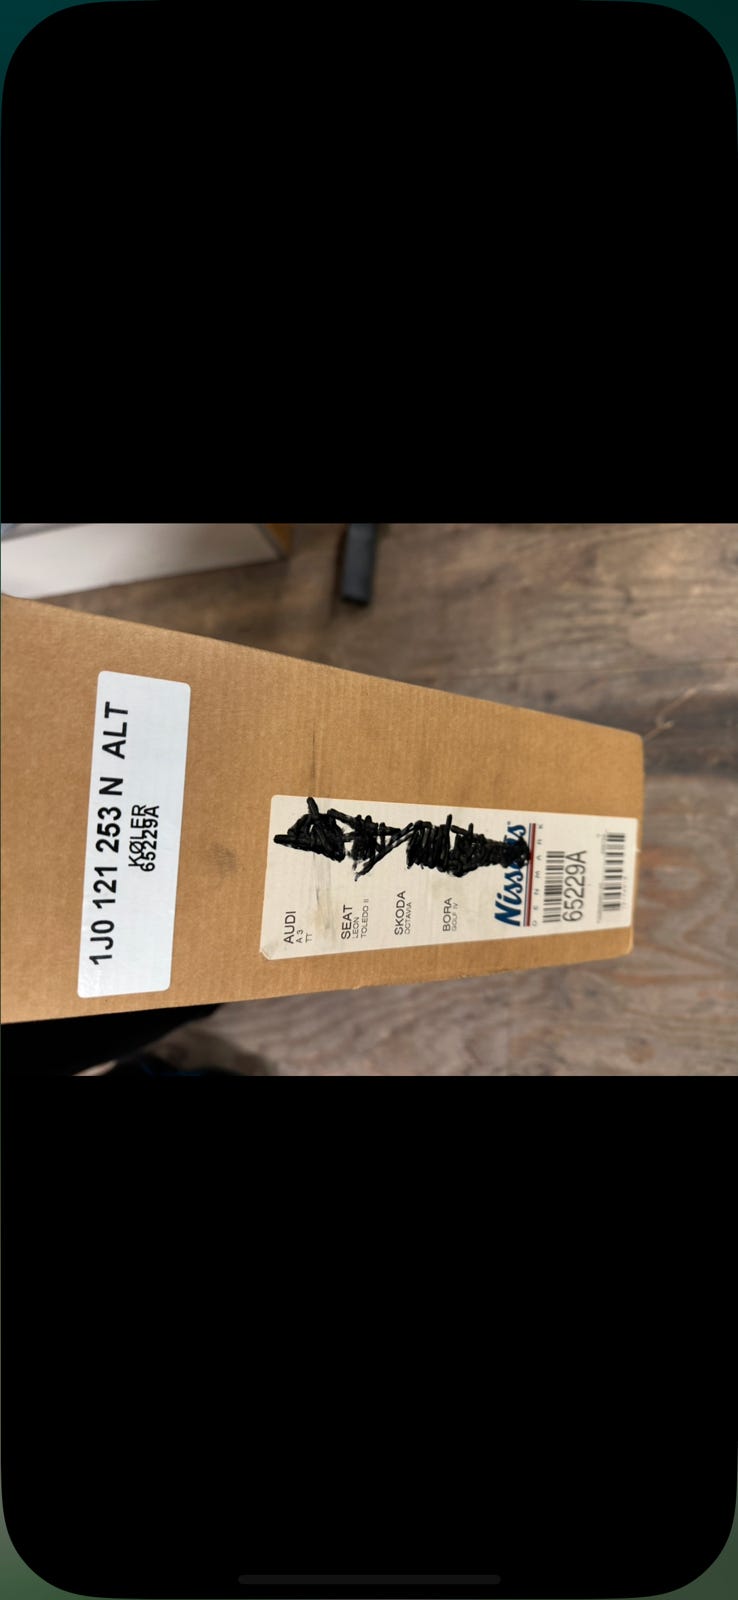 1J0 121 253 N ALT
KØLER
65229A
AUDI
A 3
TT
SEAT
LEON
TOLEDO II
SKODA
OCTAVIA
BORA
GOLF IV
Nissens
DENMARK
65229A